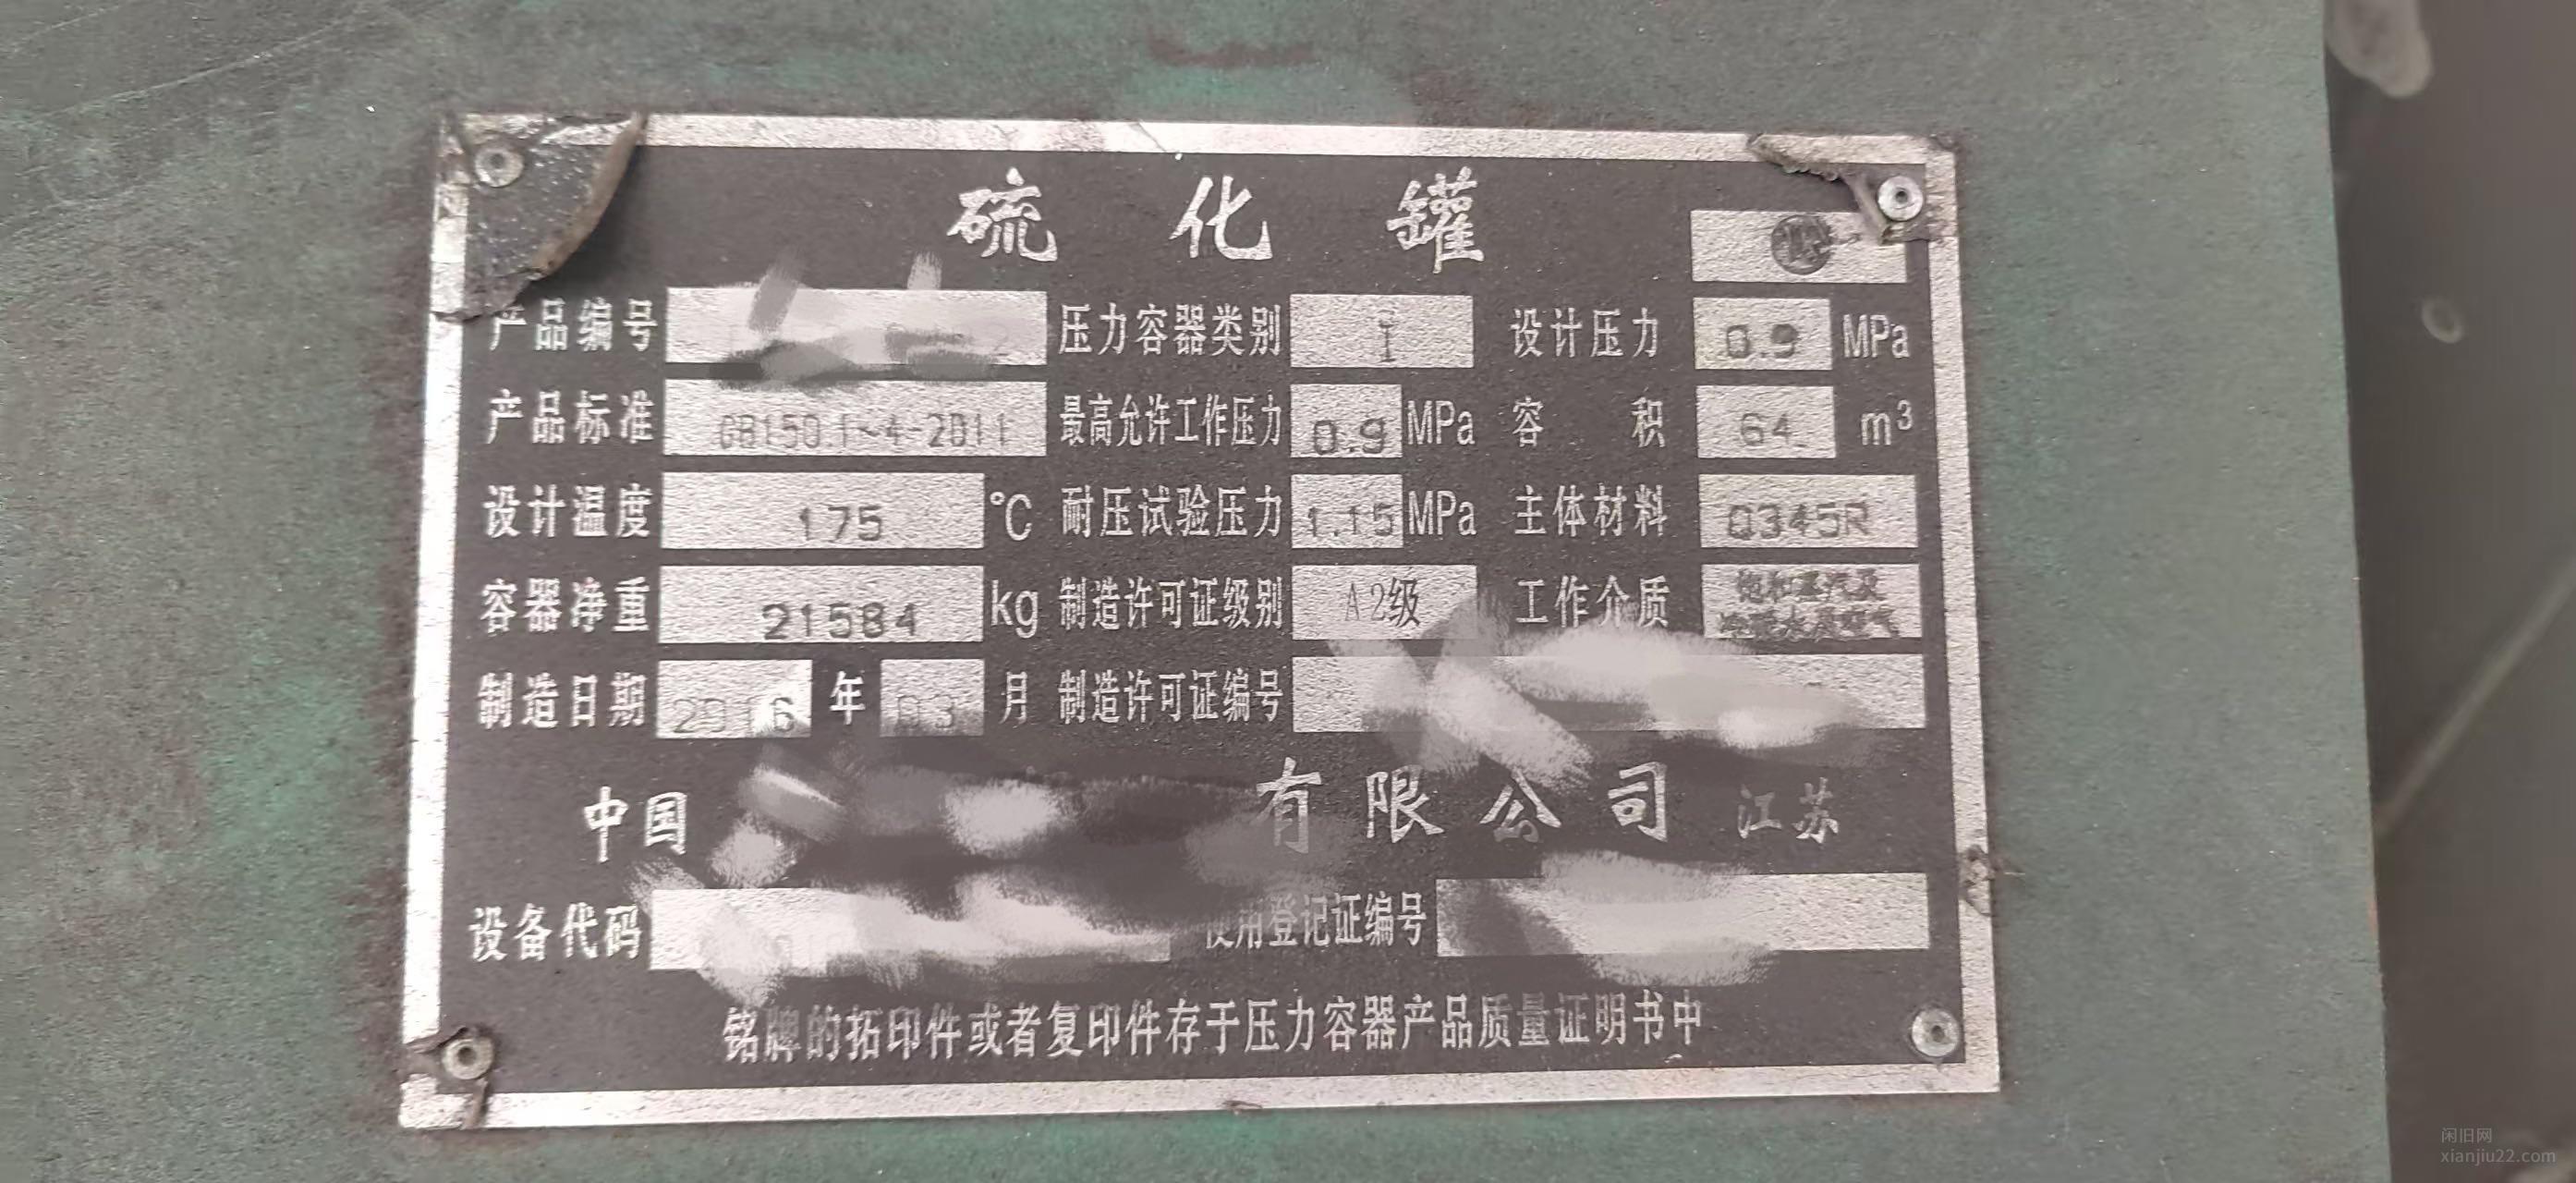 硫化罐
产品编号 压力容器类别 I 设计压力 0.9 MPa
产品标准 GB150.1~4-2011 最高允许工作压力 0.9 MPa 容积 64 m³
设计温度 175 ℃ 耐压试验压力 1.15 MPa 主体材料 Q345R
容器净重 21584 kg 制造许可证级别 A2级 工作介质 饱和蒸汽及
制造日期 2016 年 03 月 制造许可证编号
中国 有限公司 江苏
设备代码 使用登记证编号
铭牌的拓印件或者复印件存于压力容器产品质量证明书中
闲旧网
xianjiu22.com